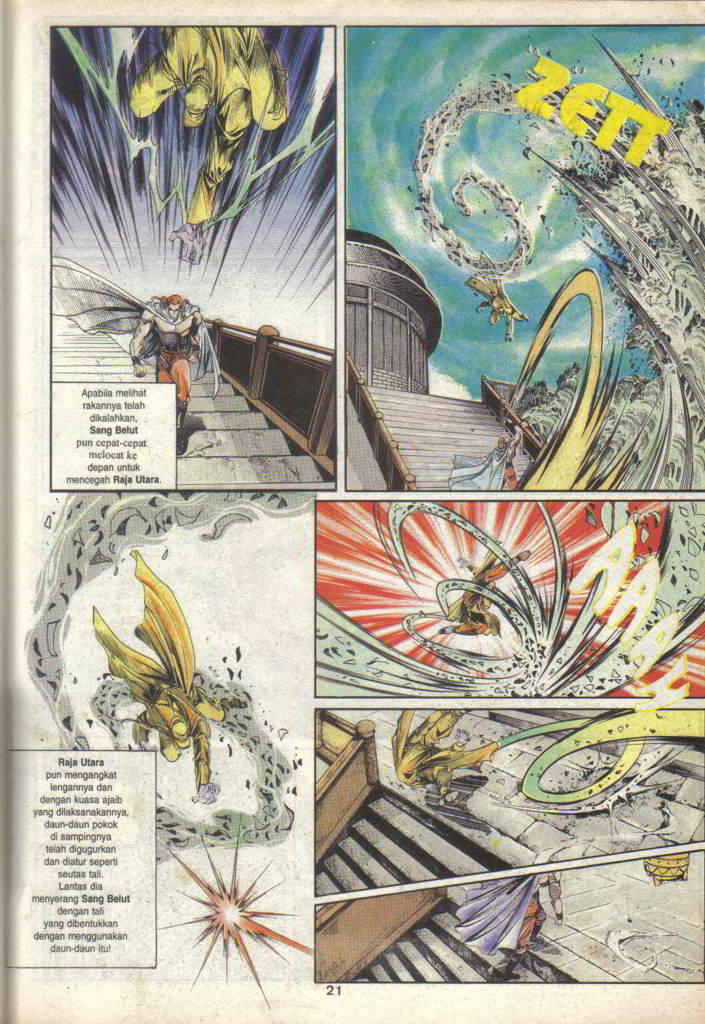 ZETT
Apabila melihat
rakannya telah
dikalahkan,
Sang Belut
pun cepat-cepat
melocat ke
depan untuk
mencegah Raja Utara.
AAAA
Raja Utara
pun mengangkat
lengannya dan
dengan kuasa ajaib
yang dilaksanakannya,
daun-daun pokok
di sampingnya
telah digugurkan
dan diatur seperti
seutas tali.
Lantas dia
menyerang Sang Belut
dengan tali
yang dibentukkan
dengan menggunakan
daun-daun itu!
21